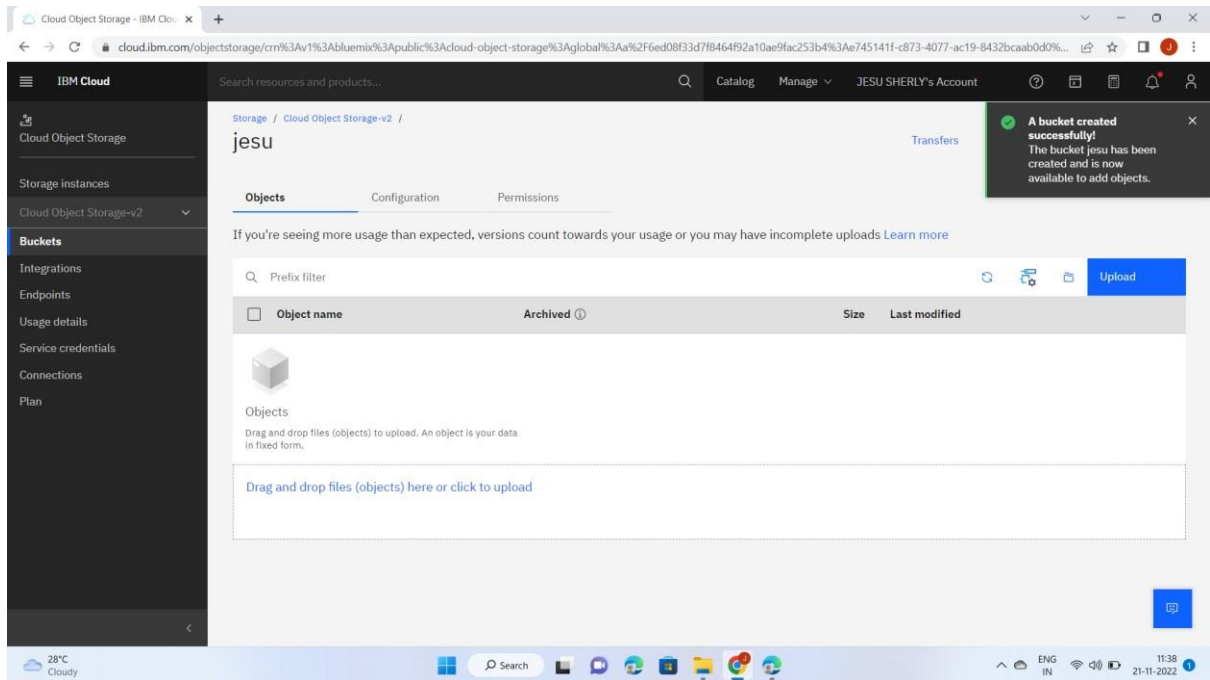 Cloud Object Storage - IBM Clou
cloud.ibm.com/objectstorage/crn%3Av1%3Abluemix%3Apublic%3Acloud-object-storage%3Aglobal%3Aa%2F6ed08f33d7f8464f92a10ae9fac253b4%3Ae745141f-c873-4077-ac19-8432bcaab0d0%...
J
IBM Cloud
Search resources and products...
Catalog
Manage
JESU SHERLY's Account
Cloud Object Storage
Storage instances
Cloud Object Storage-v2
Buckets
Integrations
Endpoints
Usage details
Service credentials
Connections
Plan
Storage / Cloud Object Storage-v2 /
jesu
Transfers
A bucket created
successfully!
The bucket jesu has been
created and is now
available to add objects.
Objects Configuration Permissions
If you're seeing more usage than expected, versions count towards your usage or you may have incomplete uploads Learn more
Prefix filter
Upload
Object name Archived Size Last modified
Objects
Drag and drop files (objects) to upload. An object is your data
in fixed form.
Drag and drop files (objects) here or click to upload
28°C
Cloudy
Search
ENG
IN
11:38
21-11-2022
1